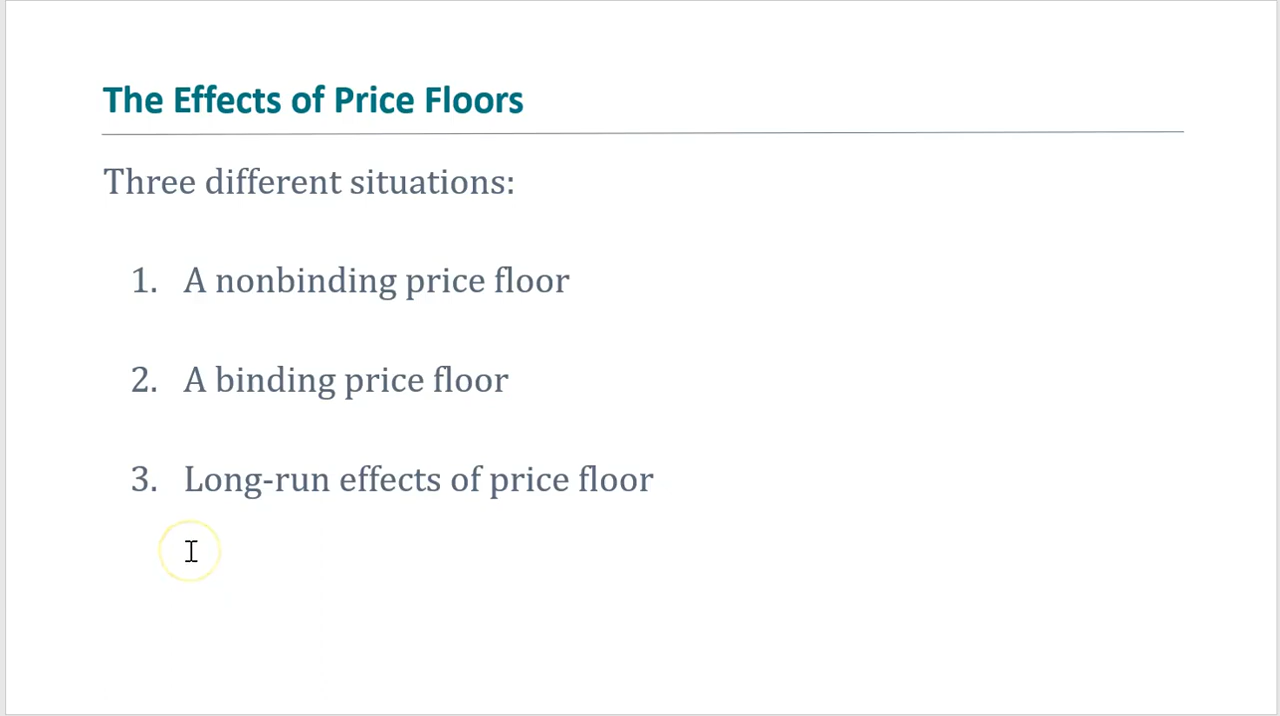 The Effects of Price Floors
Three different situations:
1. A nonbinding price floor
2. A binding price floor
3. Long-run effects of price floor